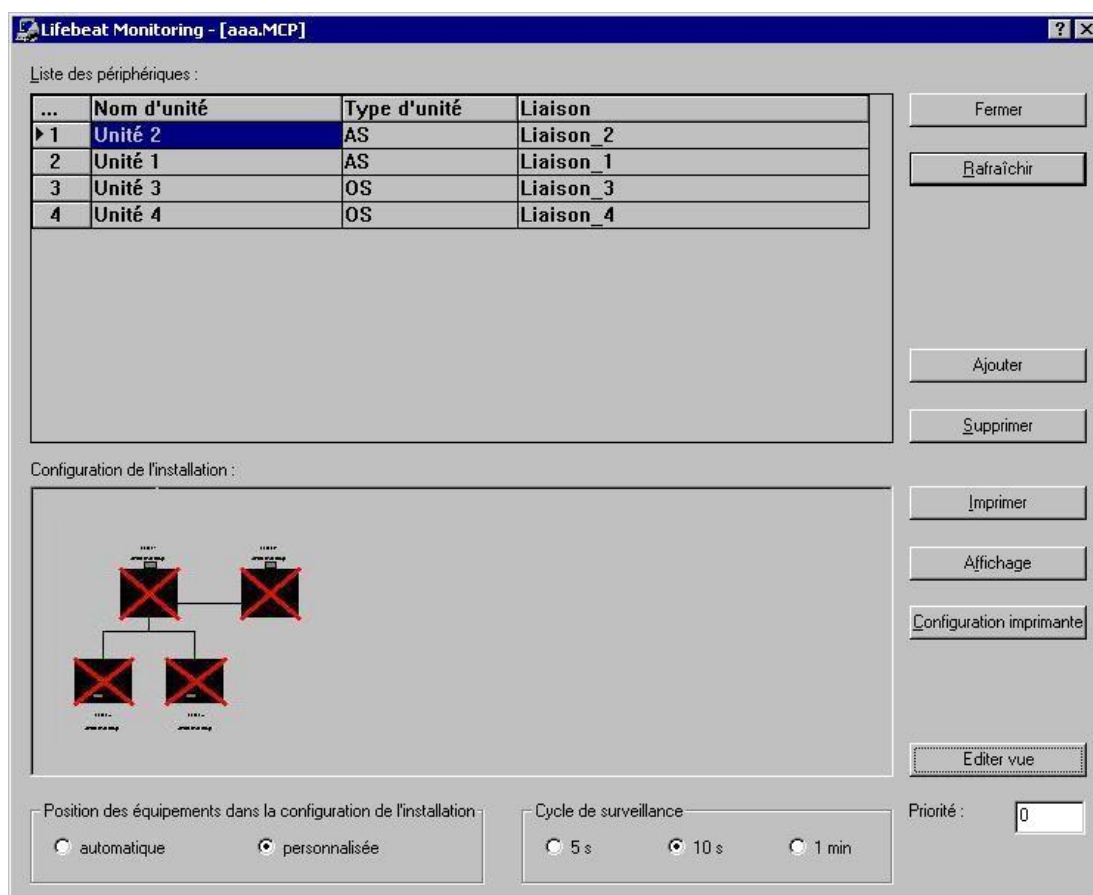 Lifebeat Monitoring - [aaa.MCP]
Liste des périphériques :
... Nom d'unité Type d'unité Liaison
1 Unité 2 AS Liaison_2
2 Unité 1 AS Liaison_1
3 Unité 3 OS Liaison_3
4 Unité 4 OS Liaison_4
Fermer
Rafraîchir
Ajouter
Supprimer
Configuration de l'installation :
Imprimer
Affichage
Configuration imprimante
Editer vue
Position des équipements dans la configuration de l'installation
automatique personnalisée
Cycle de surveillance
5 s 10 s 1 min
Priorité : 0